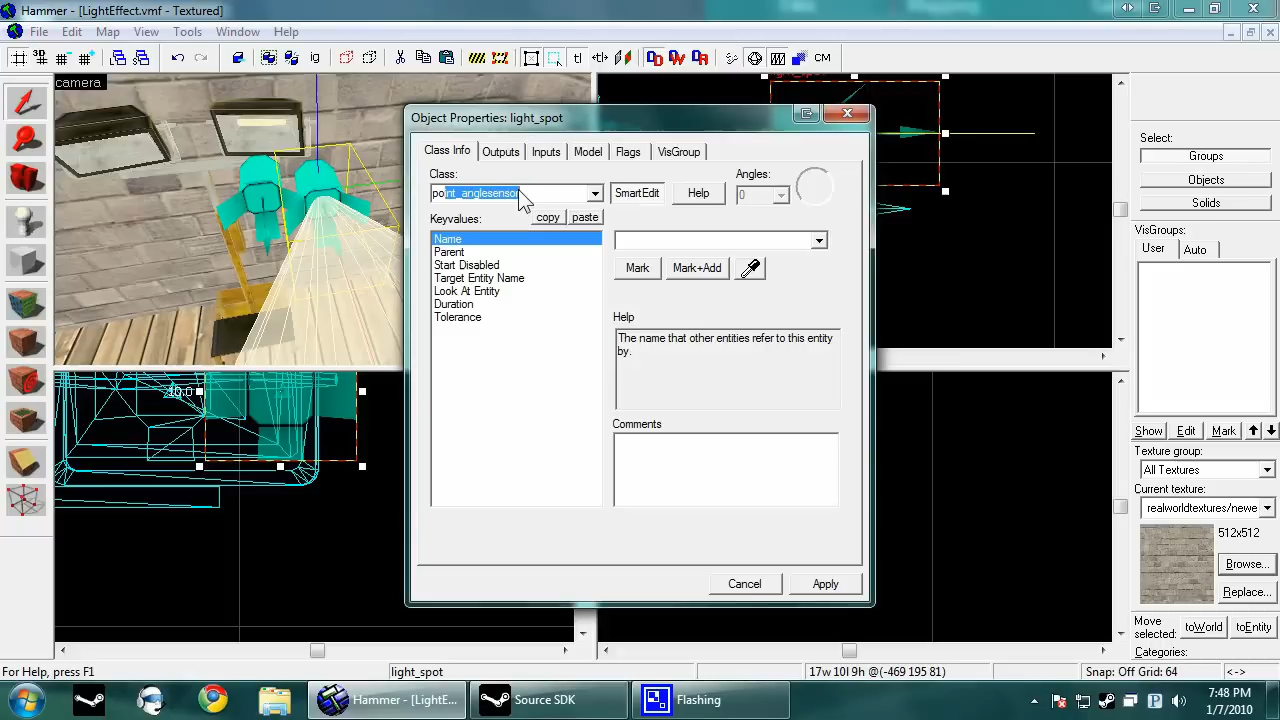 Hammer - [LightEffect.vmf - Textured]
File Edit Map View Tools Window Help
3D ig tl CM
camera
Object Properties: light_spot
Class Info Outputs Inputs Model Flags VisGroup
Class:
point_anglesensor
SmartEdit
Help
Angles:
0
Keyvalues:
copy
paste
Name
Parent
Start Disabled
Target Entity Name
Look At Entity
Duration
Tolerance
Mark
Mark+Add
Help
The name that other entities refer to this entity
by.
Comments
Cancel
Apply
Select:
Groups
Objects
Solids
VisGroups:
User Auto
Show Edit Mark
Texture group:
All Textures
Current texture:
realworldtextures/newe
512x512
Browse...
Replace...
Move
selected:
toWorld
toEntity
Categories:
For Help, press F1
light_spot
17w 10l 9h @(-469 195 81)
Snap: Off Grid: 64
<->
Hammer - [LightE...
Source SDK
Flashing
7:48 PM
1/7/2010